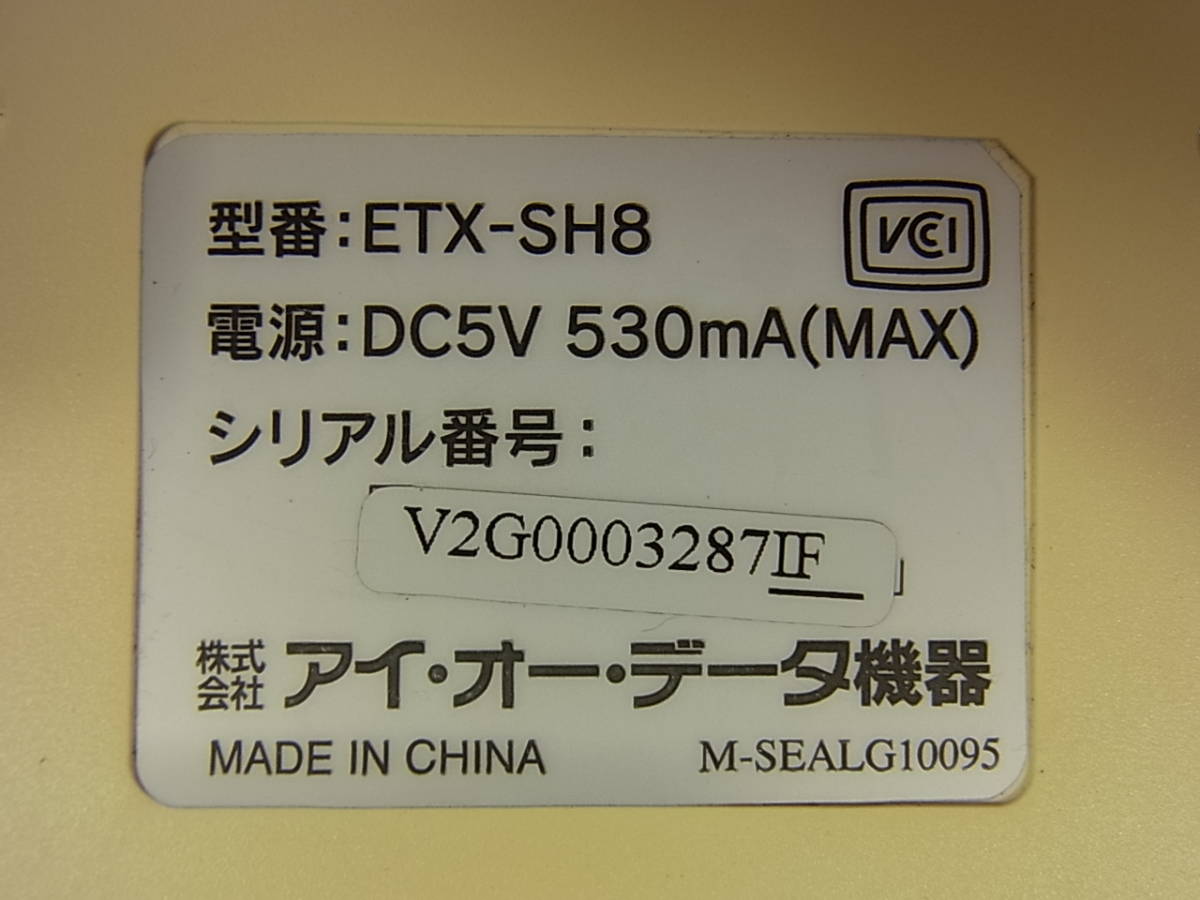 型番:ETX-SH8
VCCI
電源:DC5V 530mA(MAX)
シリアル番号:
V2G0003287IF
株式会社 アイ・オー・データ機器
MADE IN CHINA M-SEALG10095